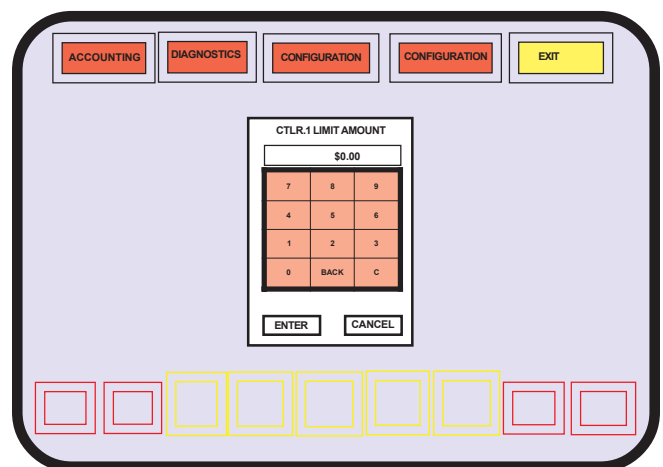 ACCOUNTING DIAGNOSTICS CONFIGURATION CONFIGURATION EXIT
CTLR.1 LIMIT AMOUNT
$0.00
7 8 9
4 5 6
1 2 3
0 BACK C
ENTER CANCEL